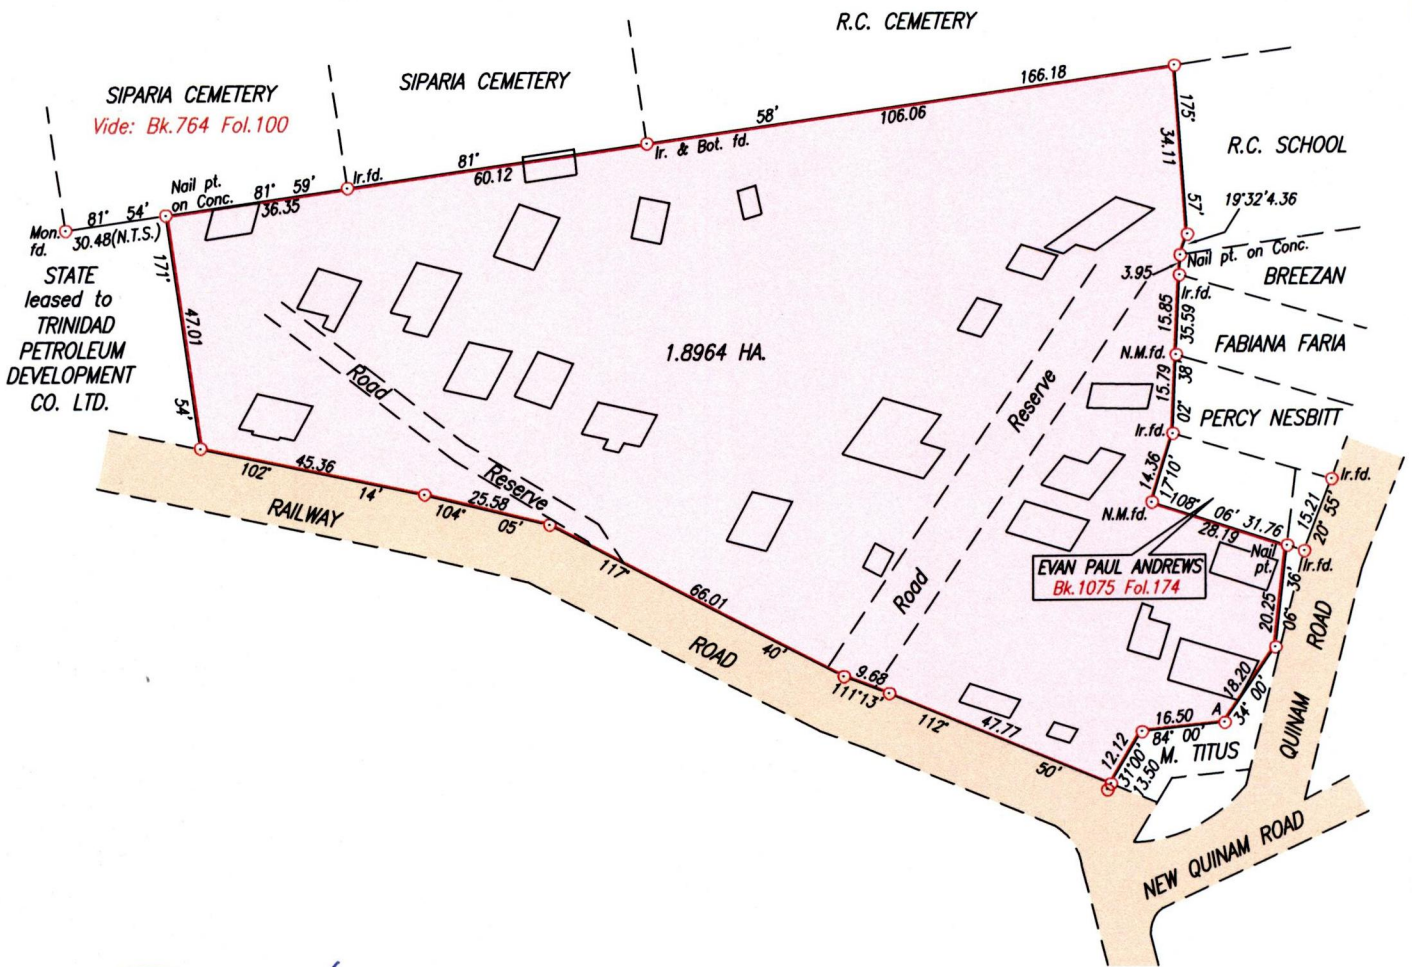 R.C. CEMETERY
SIPARIA CEMETERY
Vide: Bk.764 Fol.100
SIPARIA CEMETERY
166.18
58'
106.06
Ir. & Bot. fd.
81°
60.12
Ir.fd.
Nail pt.
on Conc.
81° 59'
36.35
81° 54'
30.48(N.T.S.)
Mon.
fd.
STATE
leased to
TRINIDAD
PETROLEUM
DEVELOPMENT
CO. LTD.
171°
47.01
54'
175°
34.11
57'
R.C. SCHOOL
19°32'4.36
Nail pt. on Conc.
3.95
BREEZAN
Ir.fd.
15.85
35.59
FABIANA FARIA
N.M.fd.
15.79
38'
02°
PERCY NESBITT
Ir.fd.
14.36
17°10'
N.M.fd.
108° 06' 31.76
28.19
Nail
pt.
Ir.fd.
15.21
20° 55'
Ir.fd.
EVAN PAUL ANDREWS
Bk.1075 Fol.174
1.8964 HA.
Road
Reserve
Reserve
Road
102°
45.36
14'
104°
25.58
05'
117°
66.01
40'
9.68
111°13'
112°
47.77
50'
20.25
06° 36'
18.20
34° 00'
A
16.50
84° 00'
12.12
31°00'
13.50
M. TITUS
RAILWAY
ROAD
QUINAM
ROAD
NEW QUINAM ROAD